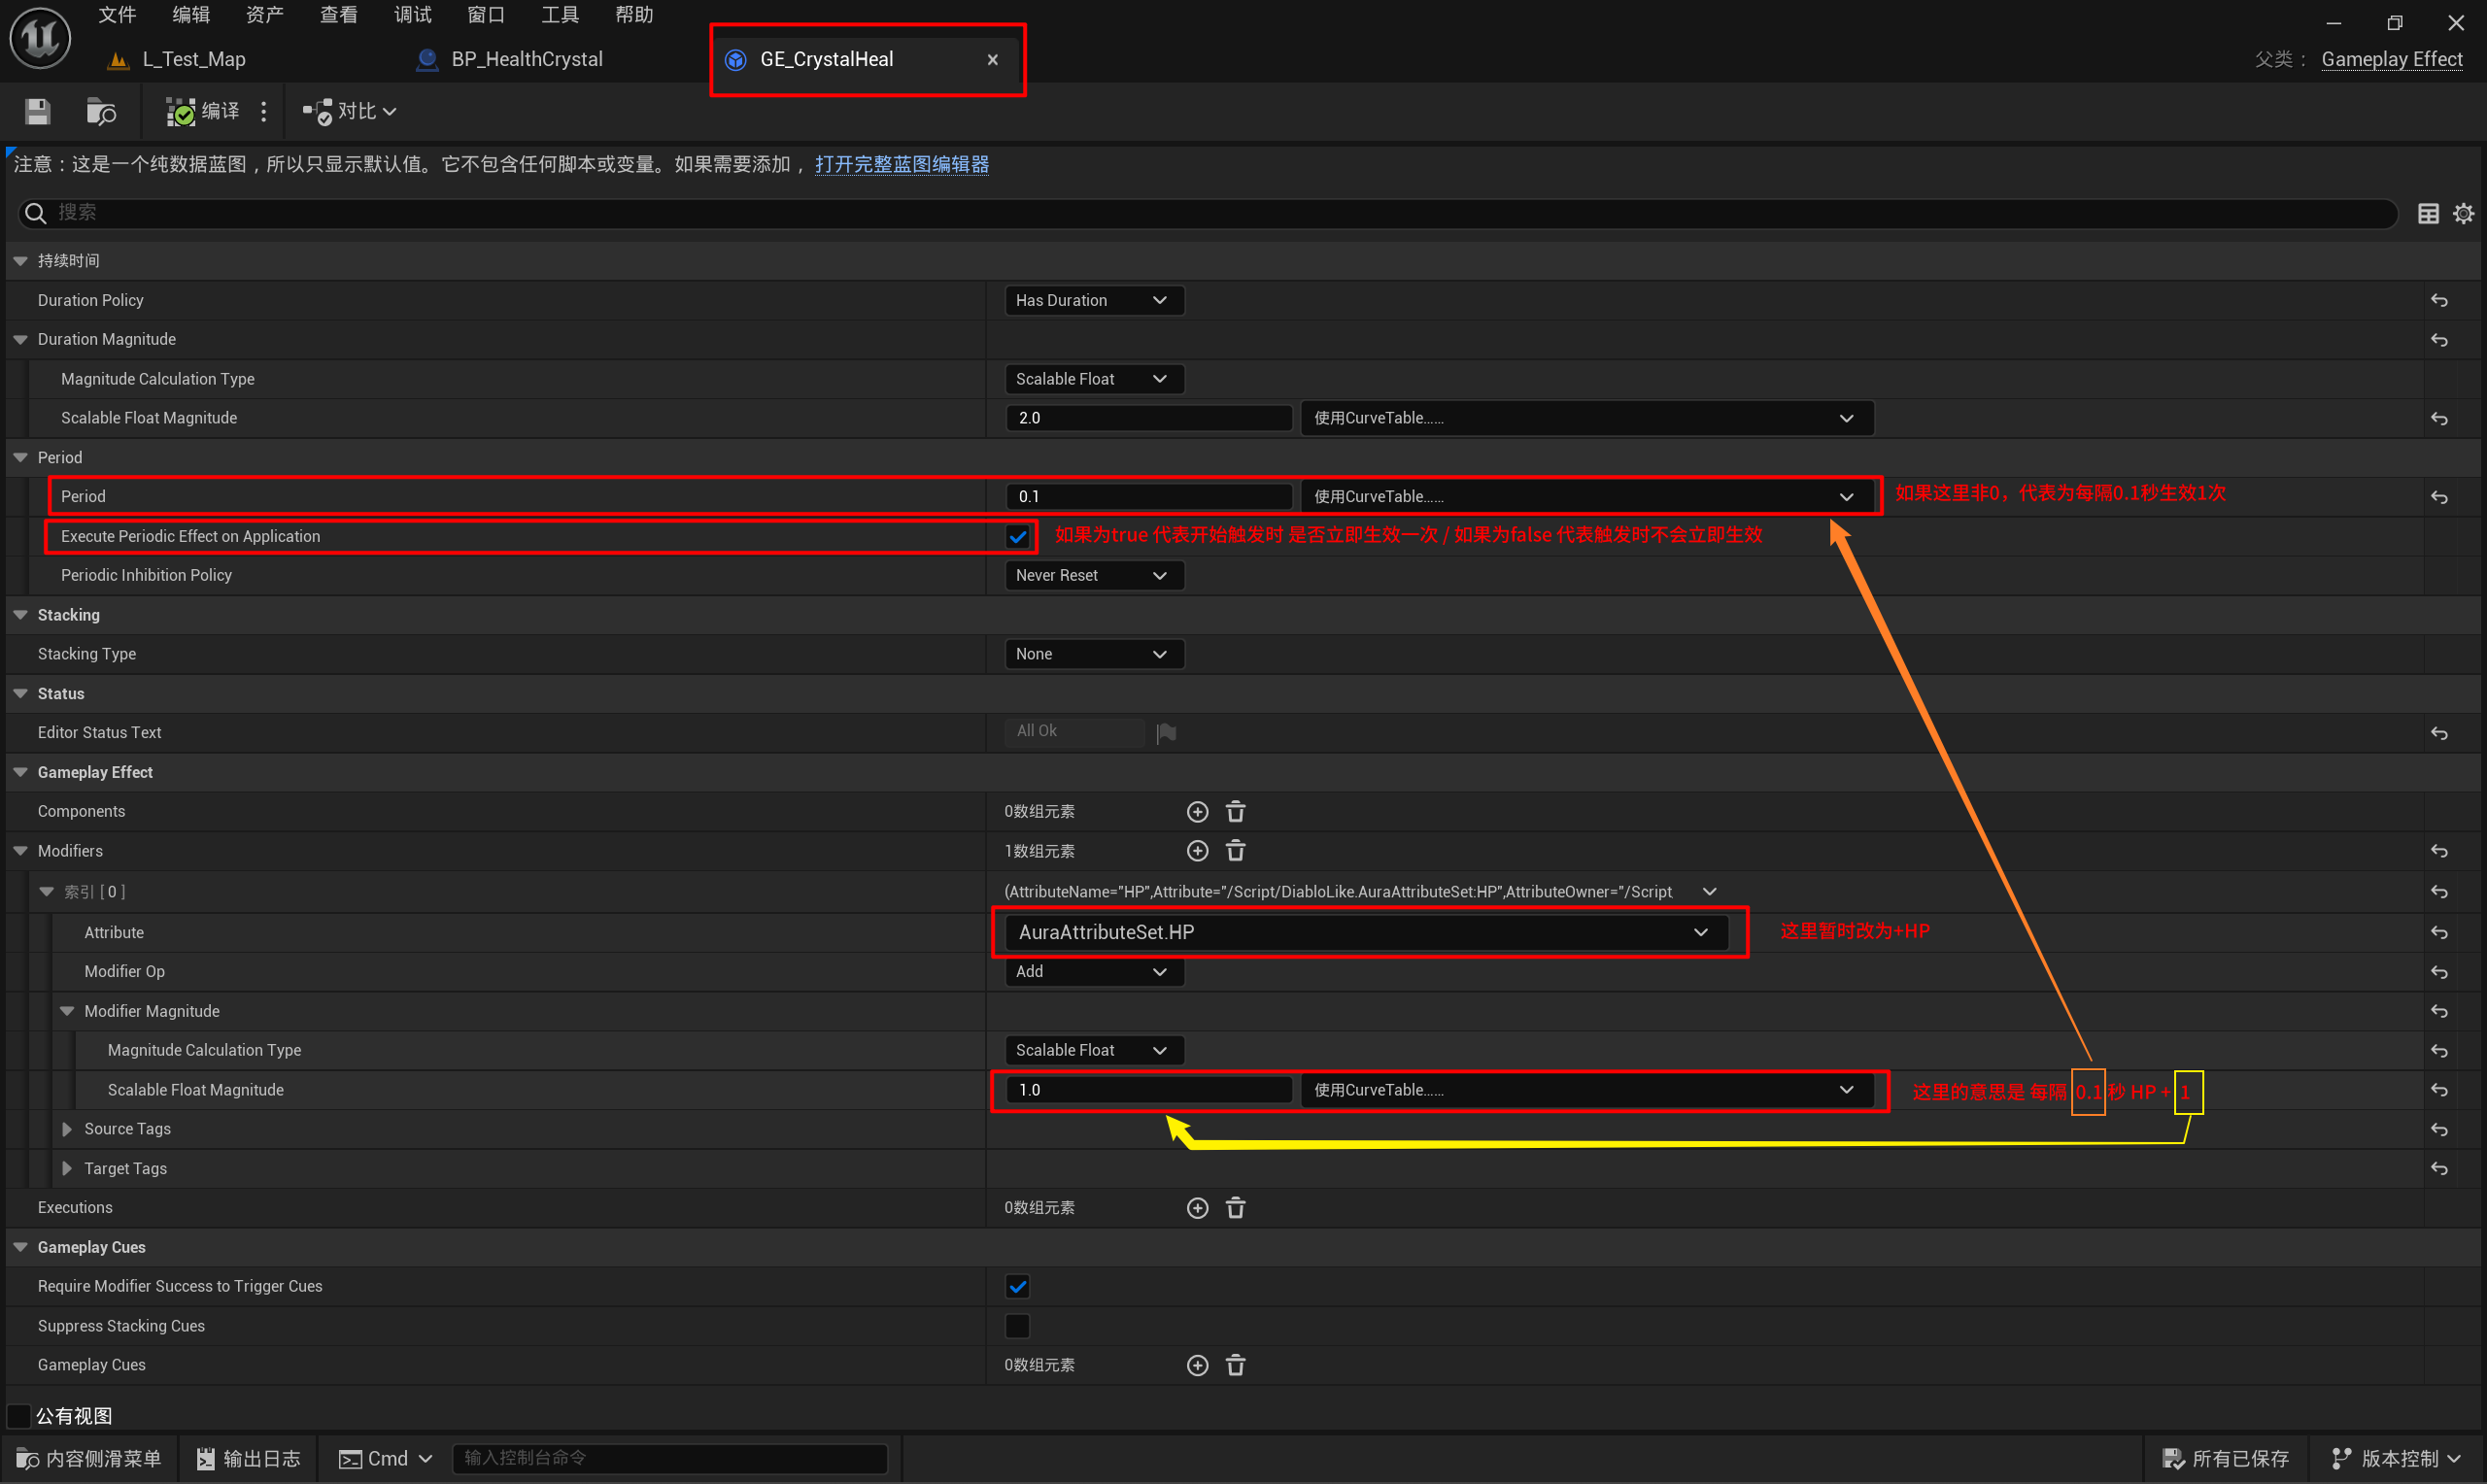 文件 编辑 资产 查看 调试 窗口 工具 帮助
L_Test_Map BP_HealthCrystal GE_CrystalHeal 父类： Gameplay Effect
编译 对比
注意：这是一个纯数据蓝图，所以只显示默认值。它不包含任何脚本或变量。如果需要添加， 打开完整蓝图编辑器
搜索
持续时间
Duration Policy Has Duration
Duration Magnitude
Magnitude Calculation Type Scalable Float
Scalable Float Magnitude 2.0 使用CurveTable......
Period
Period 0.1 使用CurveTable...... 如果这里非0，代表为每隔0.1秒生效1次
Execute Periodic Effect on Application 如果为true 代表开始触发时 是否立即生效一次 / 如果为false 代表触发时不会立即生效
Periodic Inhibition Policy Never Reset
Stacking
Stacking Type None
Status
Editor Status Text All Ok
Gameplay Effect
Components 0数组元素
Modifiers 1数组元素
索引 [ 0 ] (AttributeName="HP",Attribute="/Script/DiabloLike.AuraAttributeSet:HP",AttributeOwner="/Script
Attribute AuraAttributeSet.HP 这里暂时改为+HP
Modifier Op Add
Modifier Magnitude
Magnitude Calculation Type Scalable Float
Scalable Float Magnitude 1.0 使用CurveTable...... 这里的意思是 每隔 0.1 秒 HP + 1
Source Tags
Target Tags
Executions 0数组元素
Gameplay Cues
Require Modifier Success to Trigger Cues
Suppress Stacking Cues
Gameplay Cues 0数组元素
公有视图
内容侧滑菜单 输出日志 Cmd 输入控制台命令 所有已保存 版本控制